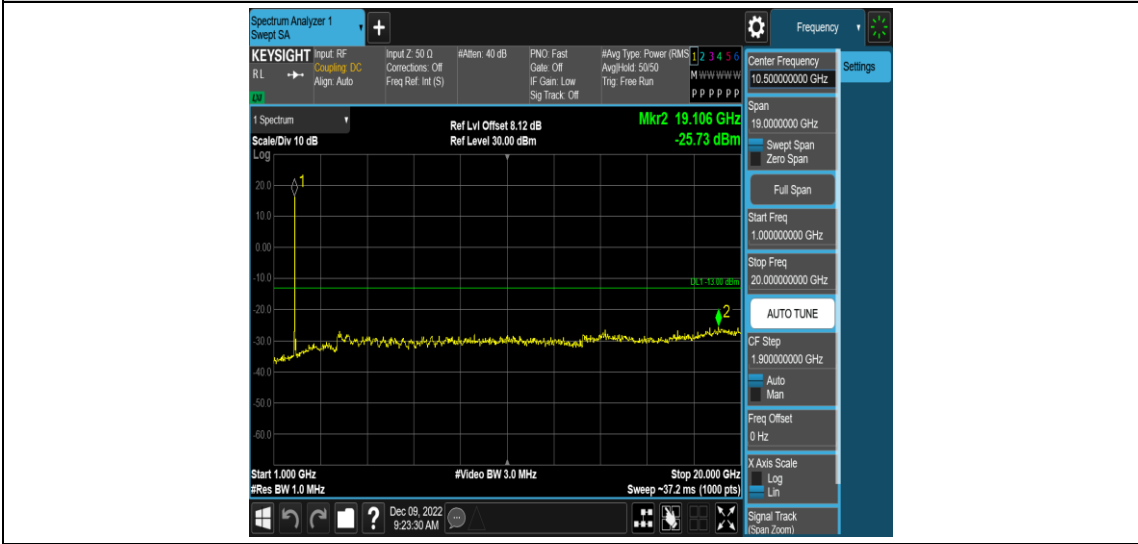 Spectrum Analyzer 1
Swept SA
+
Frequency
KEYSIGHT
RL
Input: RF
Coupling: DC
Align: Auto
Input Z: 50 Ω
Corrections: Off
Freq Ref: Int (S)
#Atten: 40 dB
PNO: Fast
Gate: Off
IF Gain: Low
Sig Track: Off
#Avg Type: Power (RMS
Avg|Hold: 50/50
Trig: Free Run
1 2 3 4 5 6
M W W W W W
P P P P P P
1 Spectrum
Scale/Div 10 dB
Log
Ref Lvl Offset 8.12 dB
Ref Level 30.00 dBm
Mkr2 19.106 GHz
-25.73 dBm
20.0
10.0
0.00
-10.0
-20.0
-30.0
-40.0
-50.0
-60.0
1
DL1 -13.00 dBm
2
Start 1.000 GHz
#Res BW 1.0 MHz
#Video BW 3.0 MHz
Stop 20.000 GHz
Sweep ~37.2 ms (1000 pts)
?
Dec 09, 2022
9:23:30 AM
Center Frequency
10.500000000 GHz
Span
19.0000000 GHz
Swept Span
Zero Span
Full Span
Start Freq
1.000000000 GHz
Stop Freq
20.000000000 GHz
AUTO TUNE
CF Step
1.900000000 GHz
Auto
Man
Freq Offset
0 Hz
X Axis Scale
Log
Lin
Signal Track
(Span Zoom)
Settings